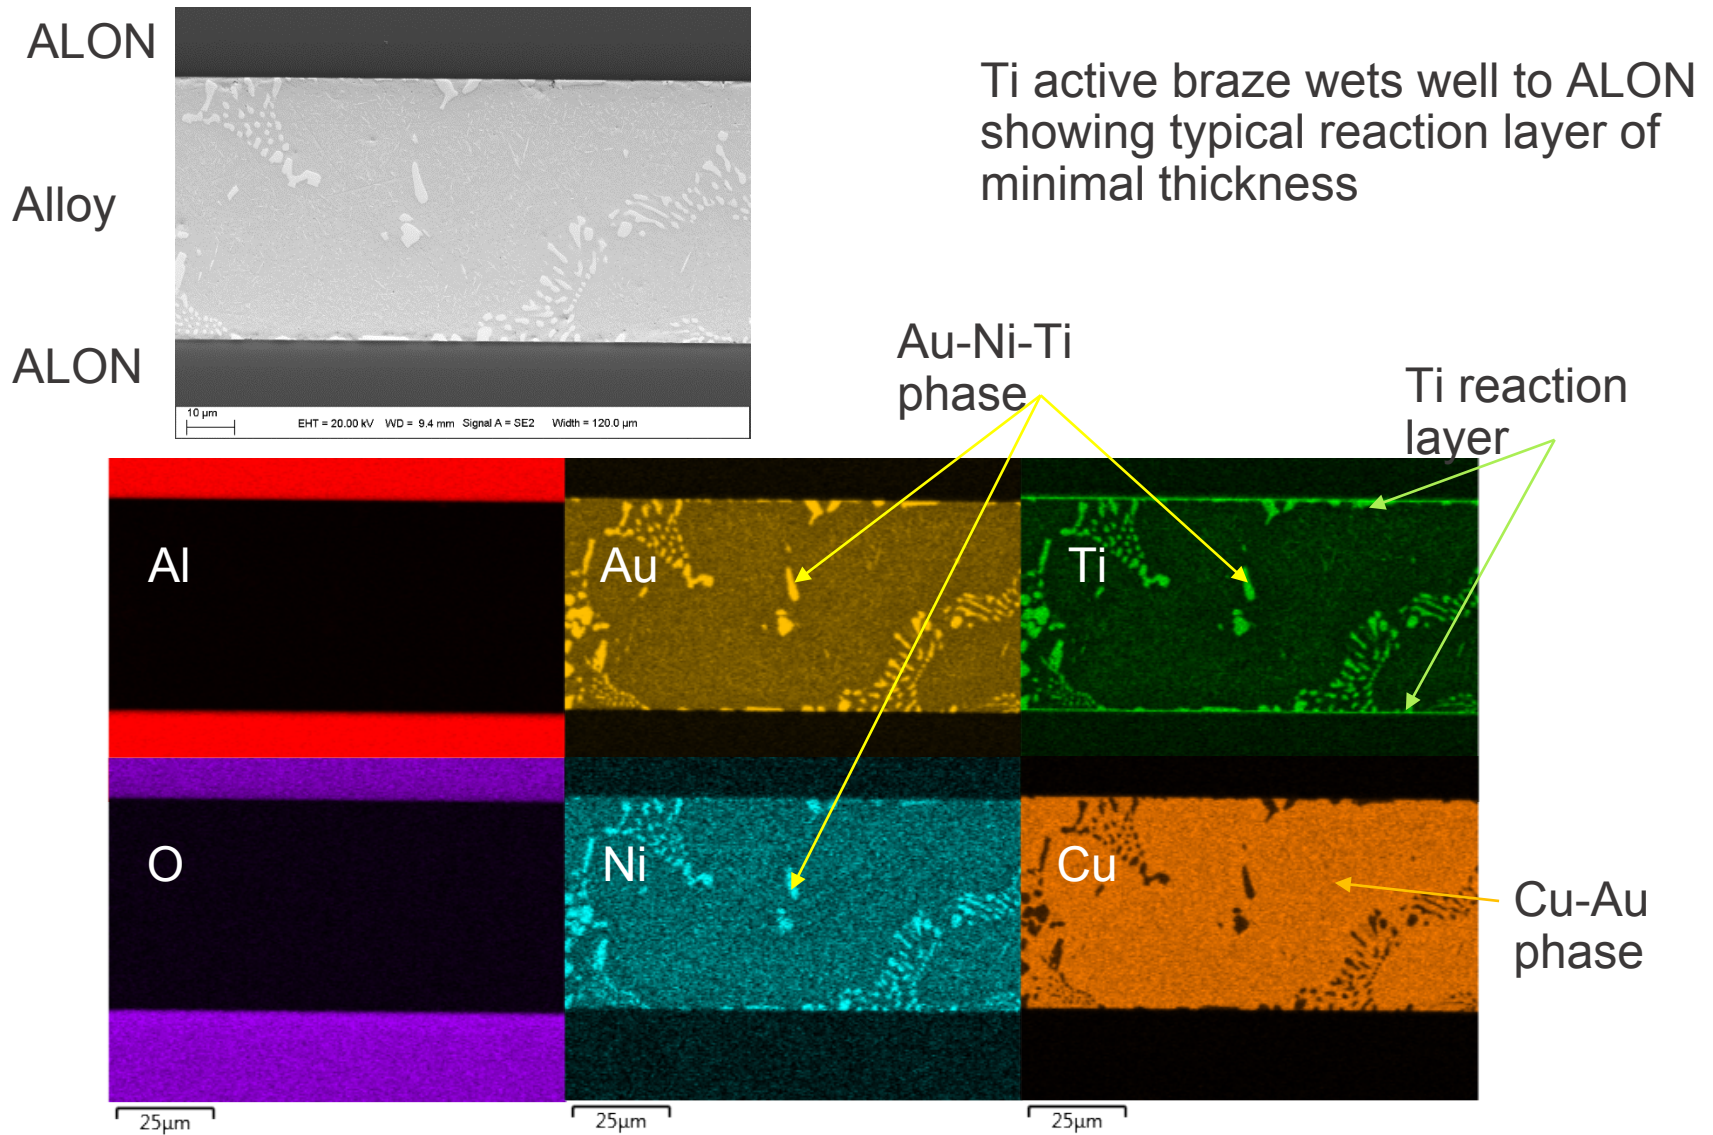 ALON
Alloy
ALON
10 µm
EHT = 20.00 kV WD = 9.4 mm Signal A = SE2 Width = 120.0 µm
Ti active braze wets well to ALON
showing typical reaction layer of
minimal thickness
Au-Ni-Ti
phase
Ti reaction
layer
Al
Au
Ti
O
Ni
Cu
Cu-Au
phase
25µm
25µm
25µm